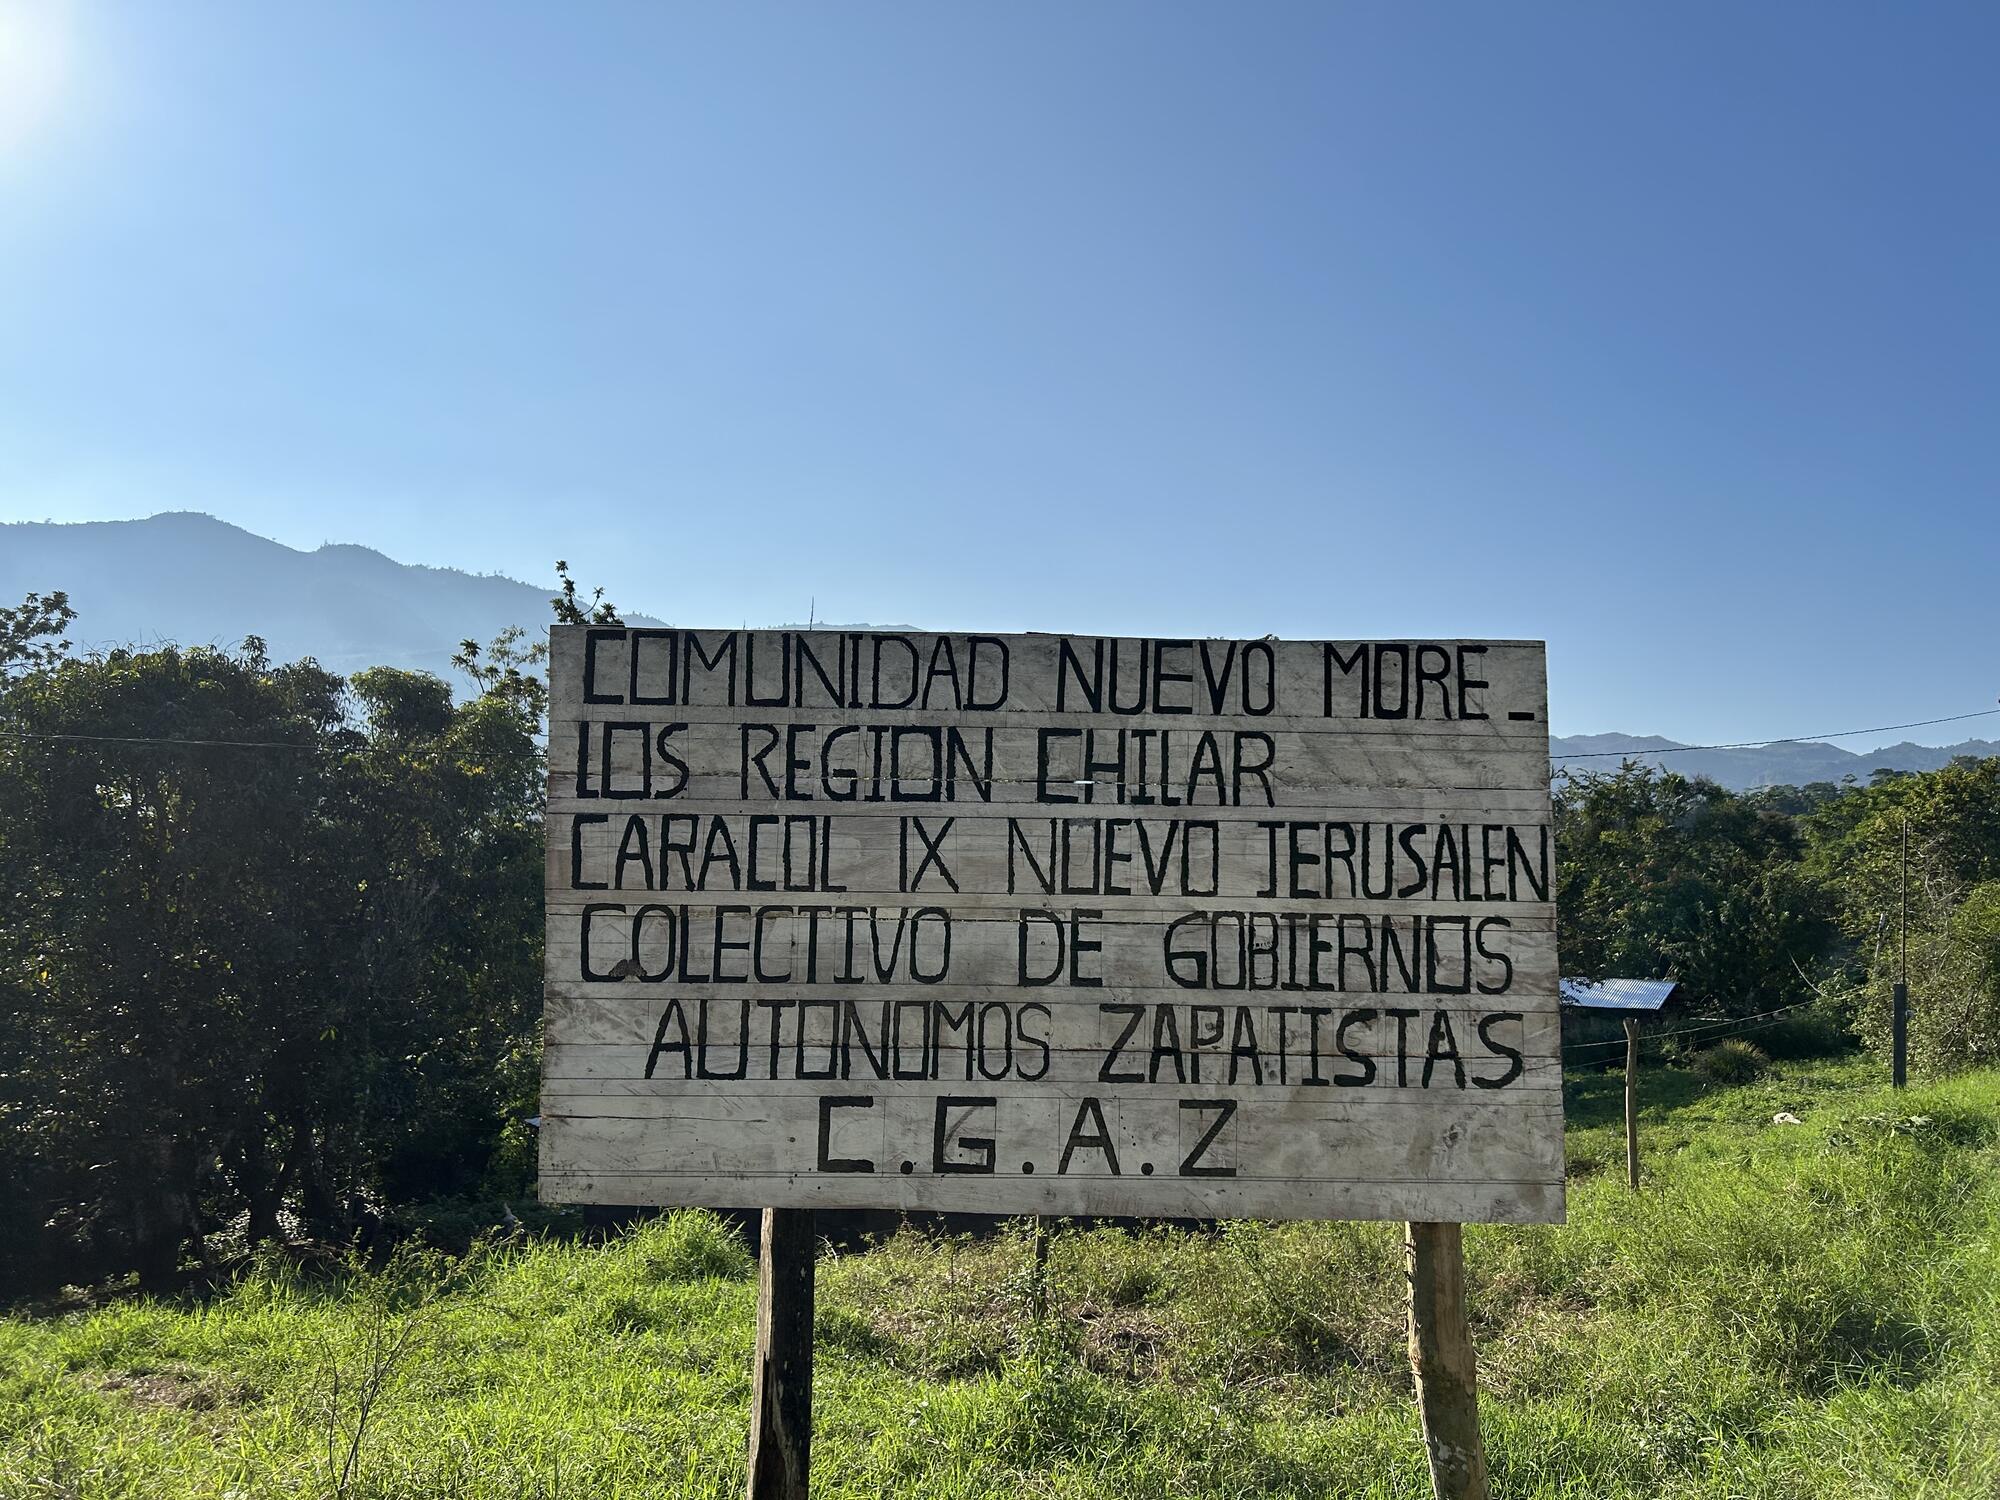 COMUNIDAD NUEVO MORE_
LOS REGION CHILAR
CARACOL IX NUEVO JERUSALEN
COLECTIVO DE GOBIERNOS
AUTONOMOS ZAPATISTAS
C.G.A.Z